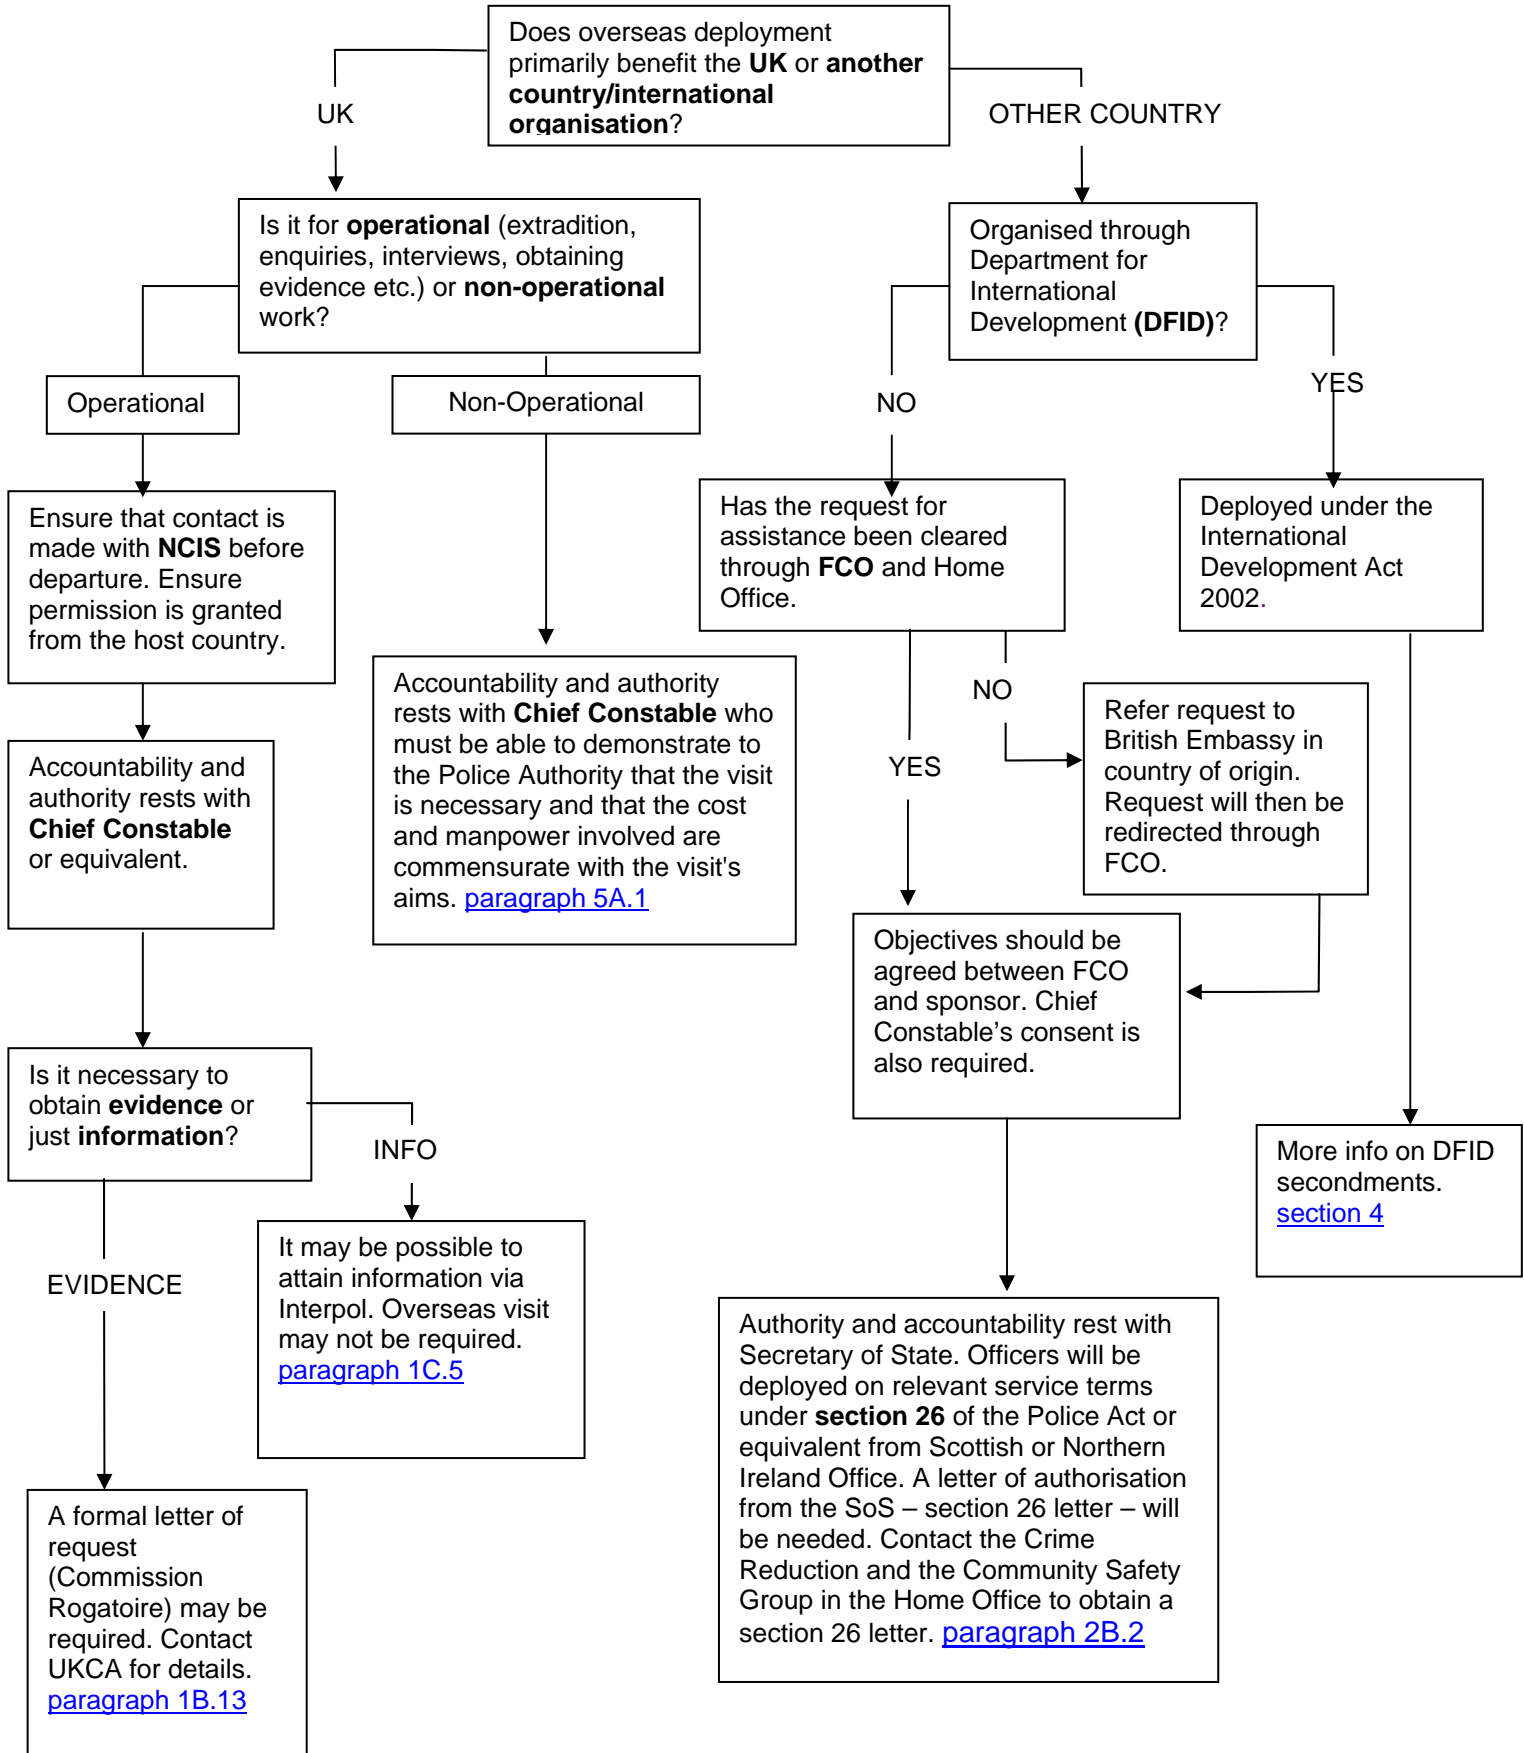 Does overseas deployment
primarily benefit the UK or another
country/international
organisation?
UK
OTHER COUNTRY
Is it for operational (extradition,
enquiries, interviews, obtaining
evidence etc.) or non-operational
work?
Organised through
Department for
International
Development (DFID)?
Operational
Non-Operational
NO
YES
Ensure that contact is
made with NCIS before
departure. Ensure
permission is granted
from the host country.
Has the request for
assistance been cleared
through FCO and Home
Office.
Deployed under the
International
Development Act
2002.
Accountability and authority
rests with Chief Constable who
must be able to demonstrate to
the Police Authority that the visit
is necessary and that the cost
and manpower involved are
commensurate with the visit's
aims. paragraph 5A.1
NO
YES
Refer request to
British Embassy in
country of origin.
Request will then be
redirected through
FCO.
Accountability and
authority rests with
Chief Constable
or equivalent.
Objectives should be
agreed between FCO
and sponsor. Chief
Constable’s consent is
also required.
Is it necessary to
obtain evidence or
just information?
INFO
More info on DFID
secondments.
section 4
EVIDENCE
It may be possible to
attain information via
Interpol. Overseas visit
may not be required.
paragraph 1C.5
Authority and accountability rest with
Secretary of State. Officers will be
deployed on relevant service terms
under section 26 of the Police Act or
equivalent from Scottish or Northern
Ireland Office. A letter of authorisation
from the SoS – section 26 letter – will
be needed. Contact the Crime
Reduction and the Community Safety
Group in the Home Office to obtain a
section 26 letter. paragraph 2B.2
A formal letter of
request
(Commission
Rogatoire) may be
required. Contact
UKCA for details.
paragraph 1B.13